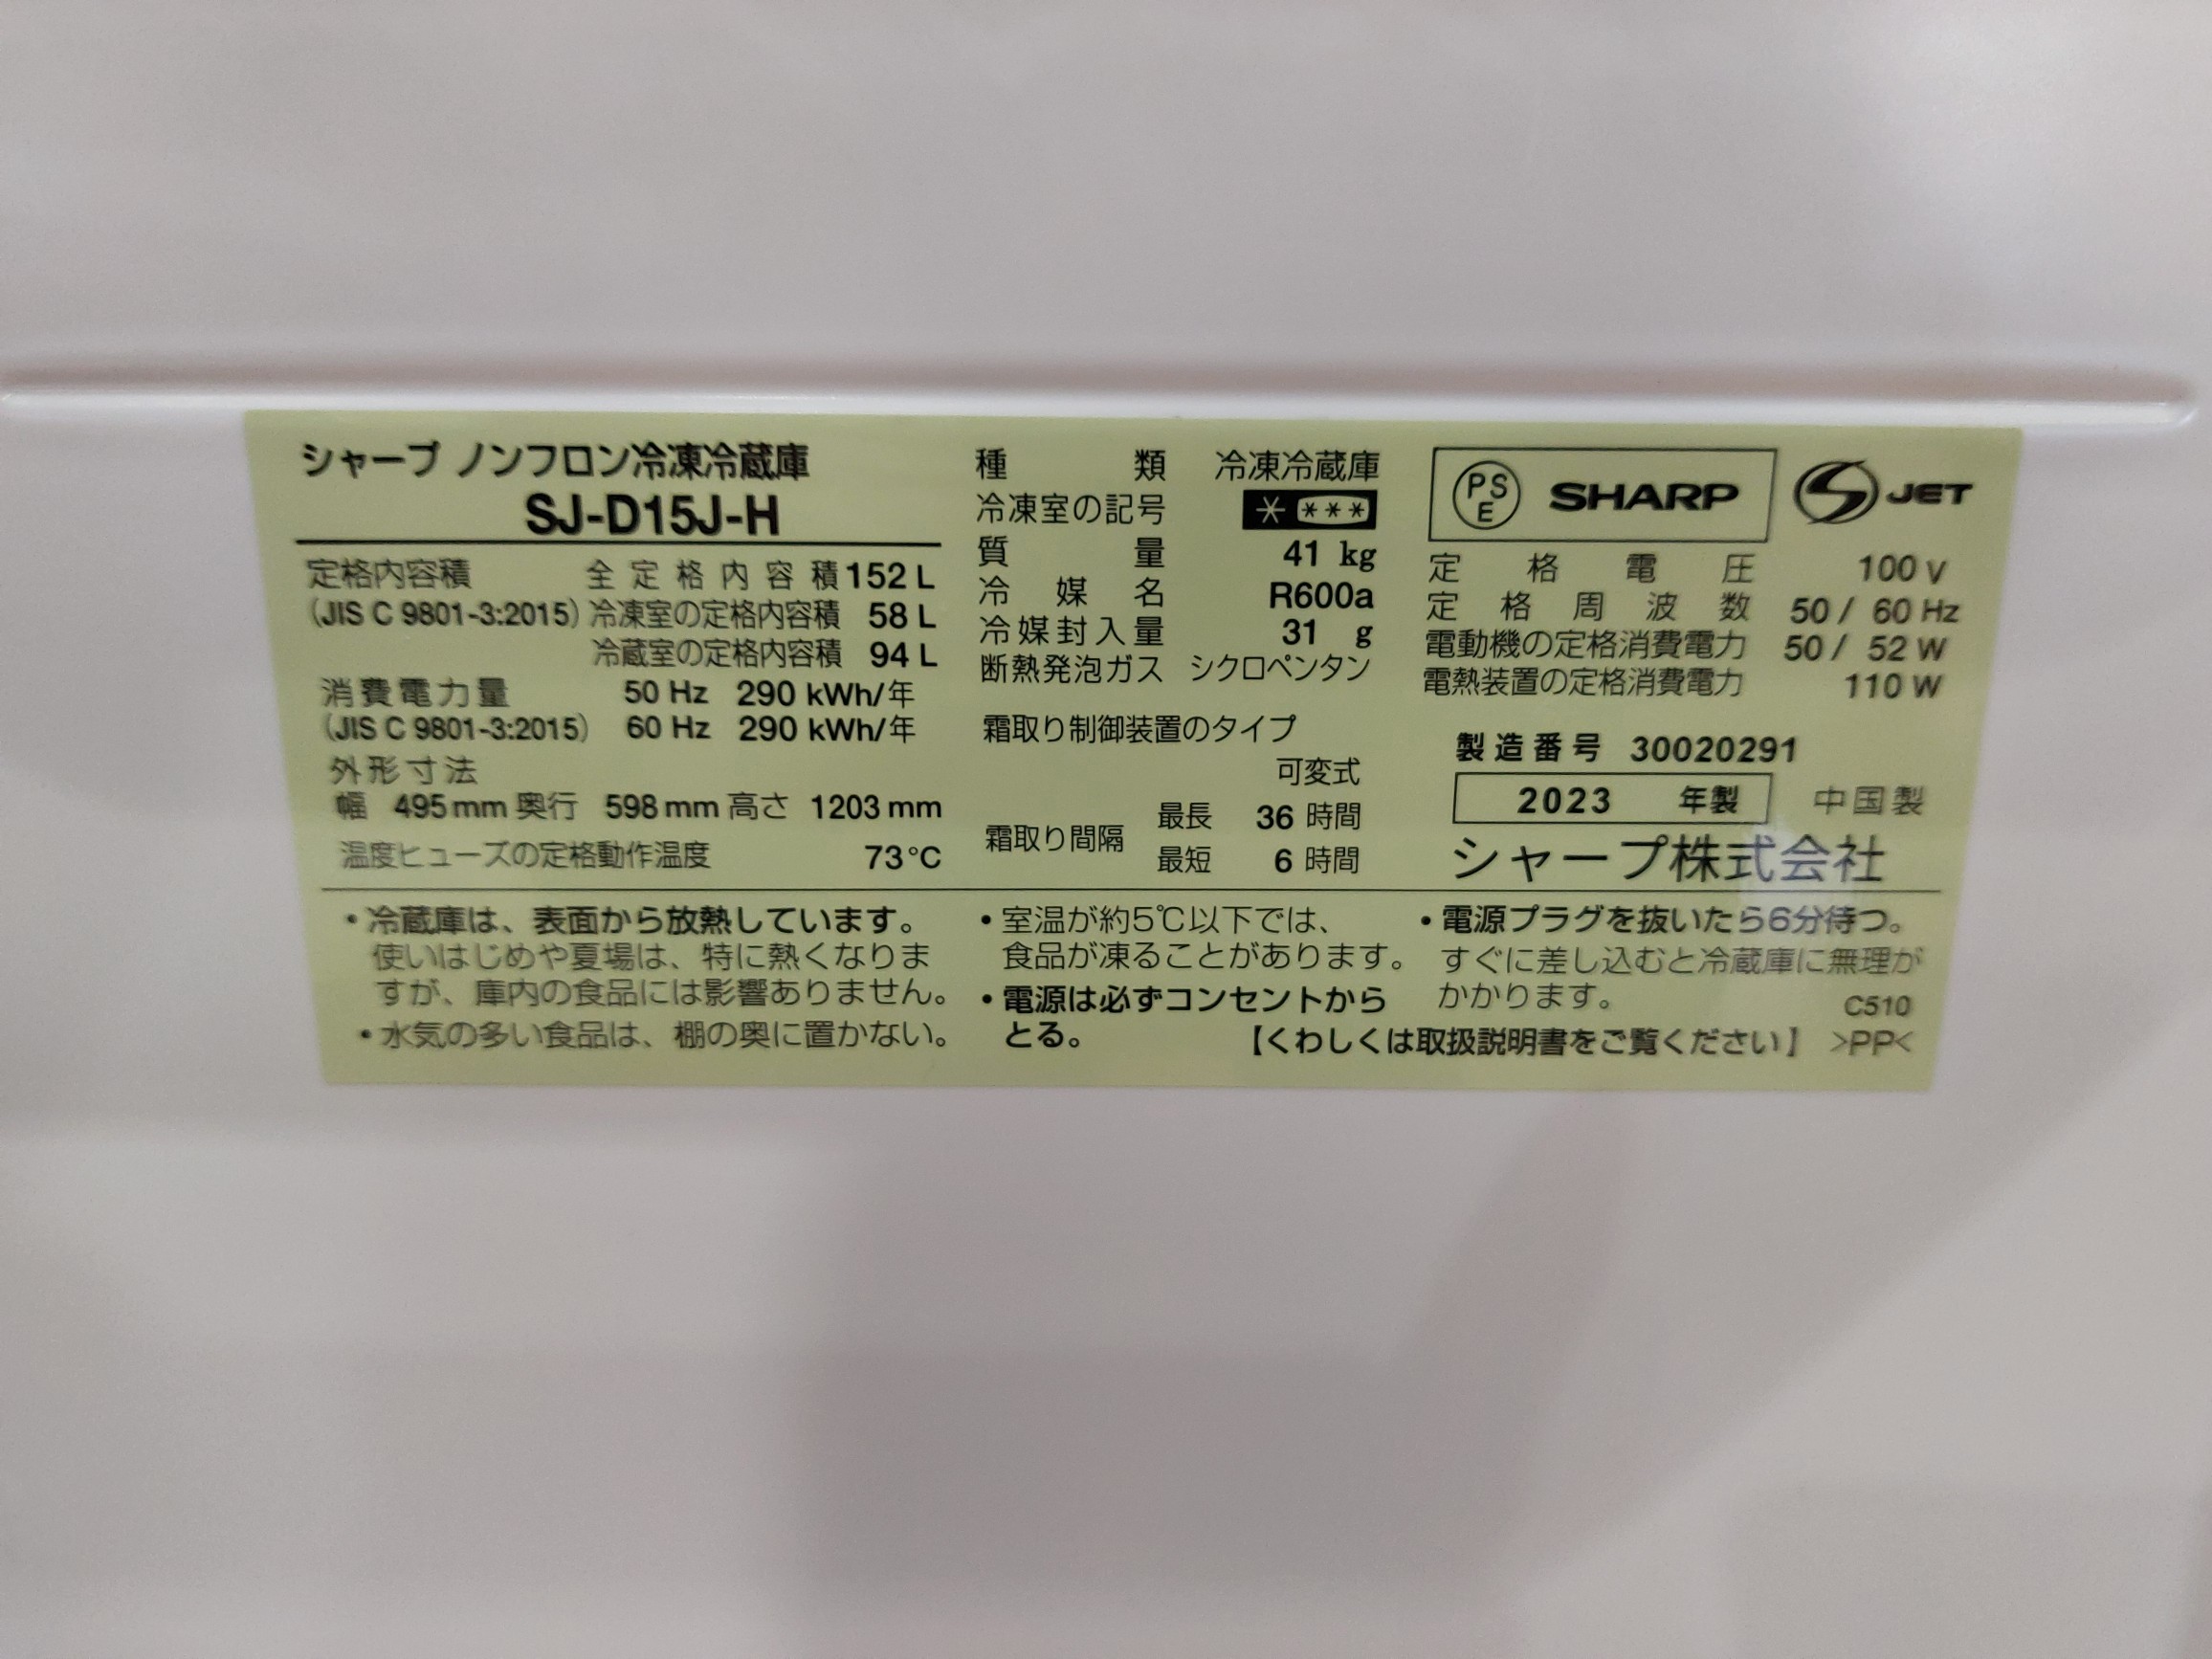 シャープ ノンフロン冷凍冷蔵庫
SJ-D15J-H
定格内容積 全定格内容積 152 L
(JIS C 9801-3:2015) 冷凍室の定格内容積 58 L
冷蔵室の定格内容積 94 L
消費電力量 50 Hz 290 kWh/年
(JIS C 9801-3:2015) 60 Hz 290 kWh/年
外形寸法
幅 495 mm 奥行 598 mm 高さ 1203 mm
温度ヒューズの定格動作温度 73℃
種類 冷凍冷蔵庫
冷凍室の記号 * ***
質量 41 kg
冷媒名 R600a
冷媒封入量 31 g
断熱発泡ガス シクロペンタン
霜取り制御装置のタイプ
可変式
霜取り間隔 最長 36 時間
最短 6 時間
PSE SHARP JET
定格電圧 100 V
定格周波数 50 / 60 Hz
電動機の定格消費電力 50 / 52 W
電熱装置の定格消費電力 110 W
製造番号 30020291
2023 年製 中国製
シャープ株式会社
・冷蔵庫は、表面から放熱しています。
使いはじめや夏場は、特に熱くなりま
すが、庫内の食品には影響ありません。
・水気の多い食品は、棚の奥に置かない。
・室温が約5℃以下では、
食品が凍ることがあります。
・電源は必ずコンセントから
とる。
・電源プラグを抜いたら6分待つ。
すぐに差し込むと冷蔵庫に無理が
かかります。
C510
【くわしくは取扱説明書をご覧ください】 >PP<